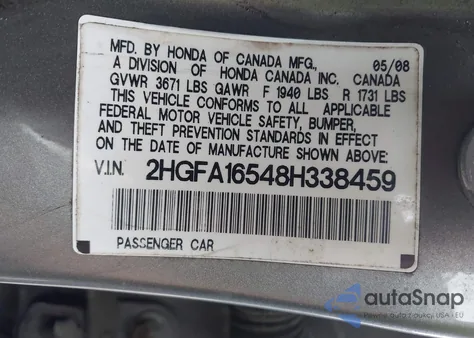 MFD. BY HONDA OF CANADA MFG., 05/08
A DIVISION OF HONDA CANADA INC. CANADA
GVWR 3671 LBS GAWR F 1940 LBS R 1731 LBS
THIS VEHICLE CONFORMS TO ALL APPLICABLE
FEDERAL MOTOR VEHICLE SAFETY, BUMPER,
AND THEFT PREVENTION STANDARDS IN EFFECT
ON THE DATE OF MANUFACTURE SHOWN ABOVE:
V.I.N. 2HGFA16548H338459
PASSENGER CAR
autoSnap
USA - EU